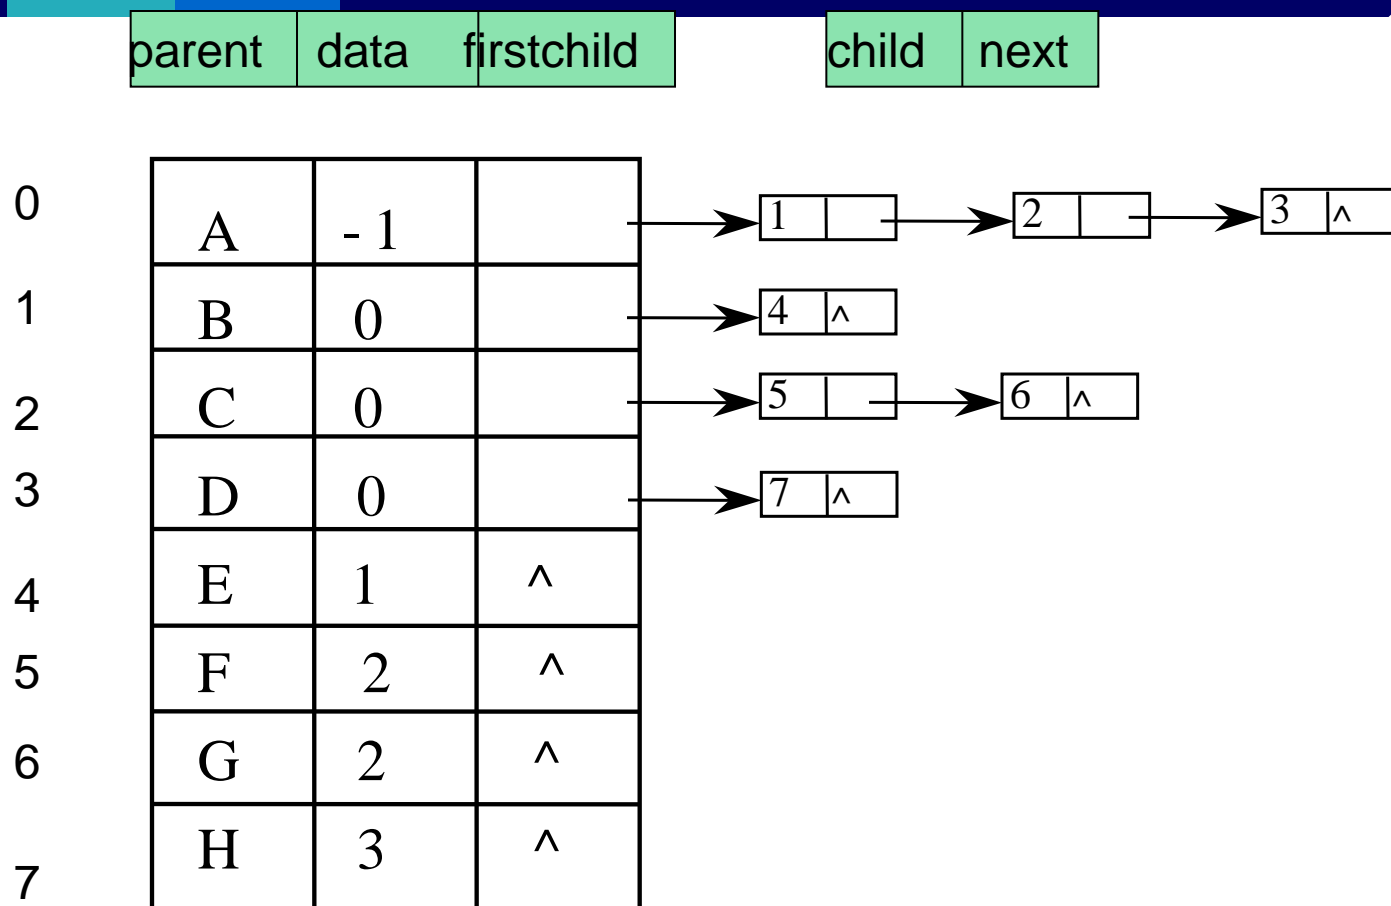 parent data firstchild child next
0 A - 1 1 2 3 ^
1 B 0 4 ^
2 C 0 5 6 ^
3 D 0 7 ^
4 E 1 ^
5 F 2 ^
6 G 2 ^
7 H 3 ^